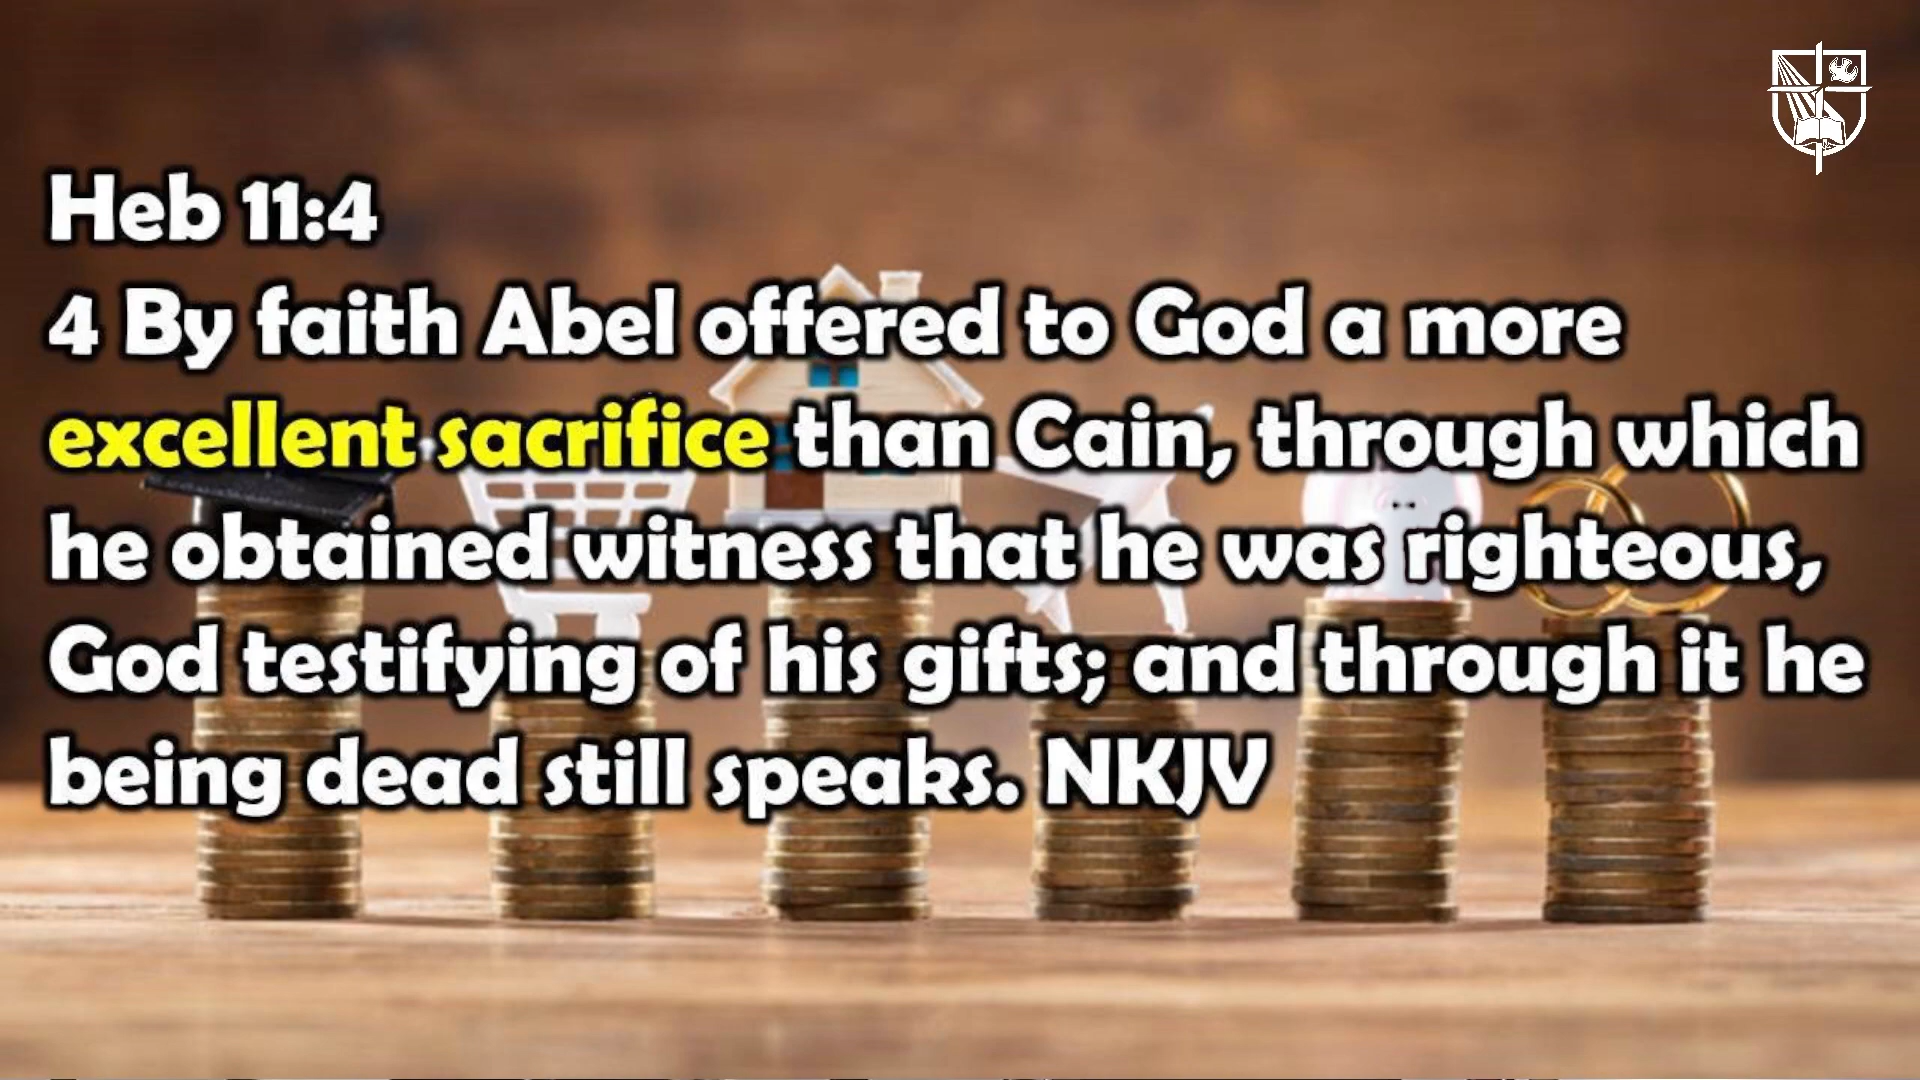 Heb 11:4
4 By faith Abel offered to God a more
excellent sacrifice than Cain, through which
he obtained witness that he was righteous,
God testifying of his gifts; and through it he
being dead still speaks. NKJV